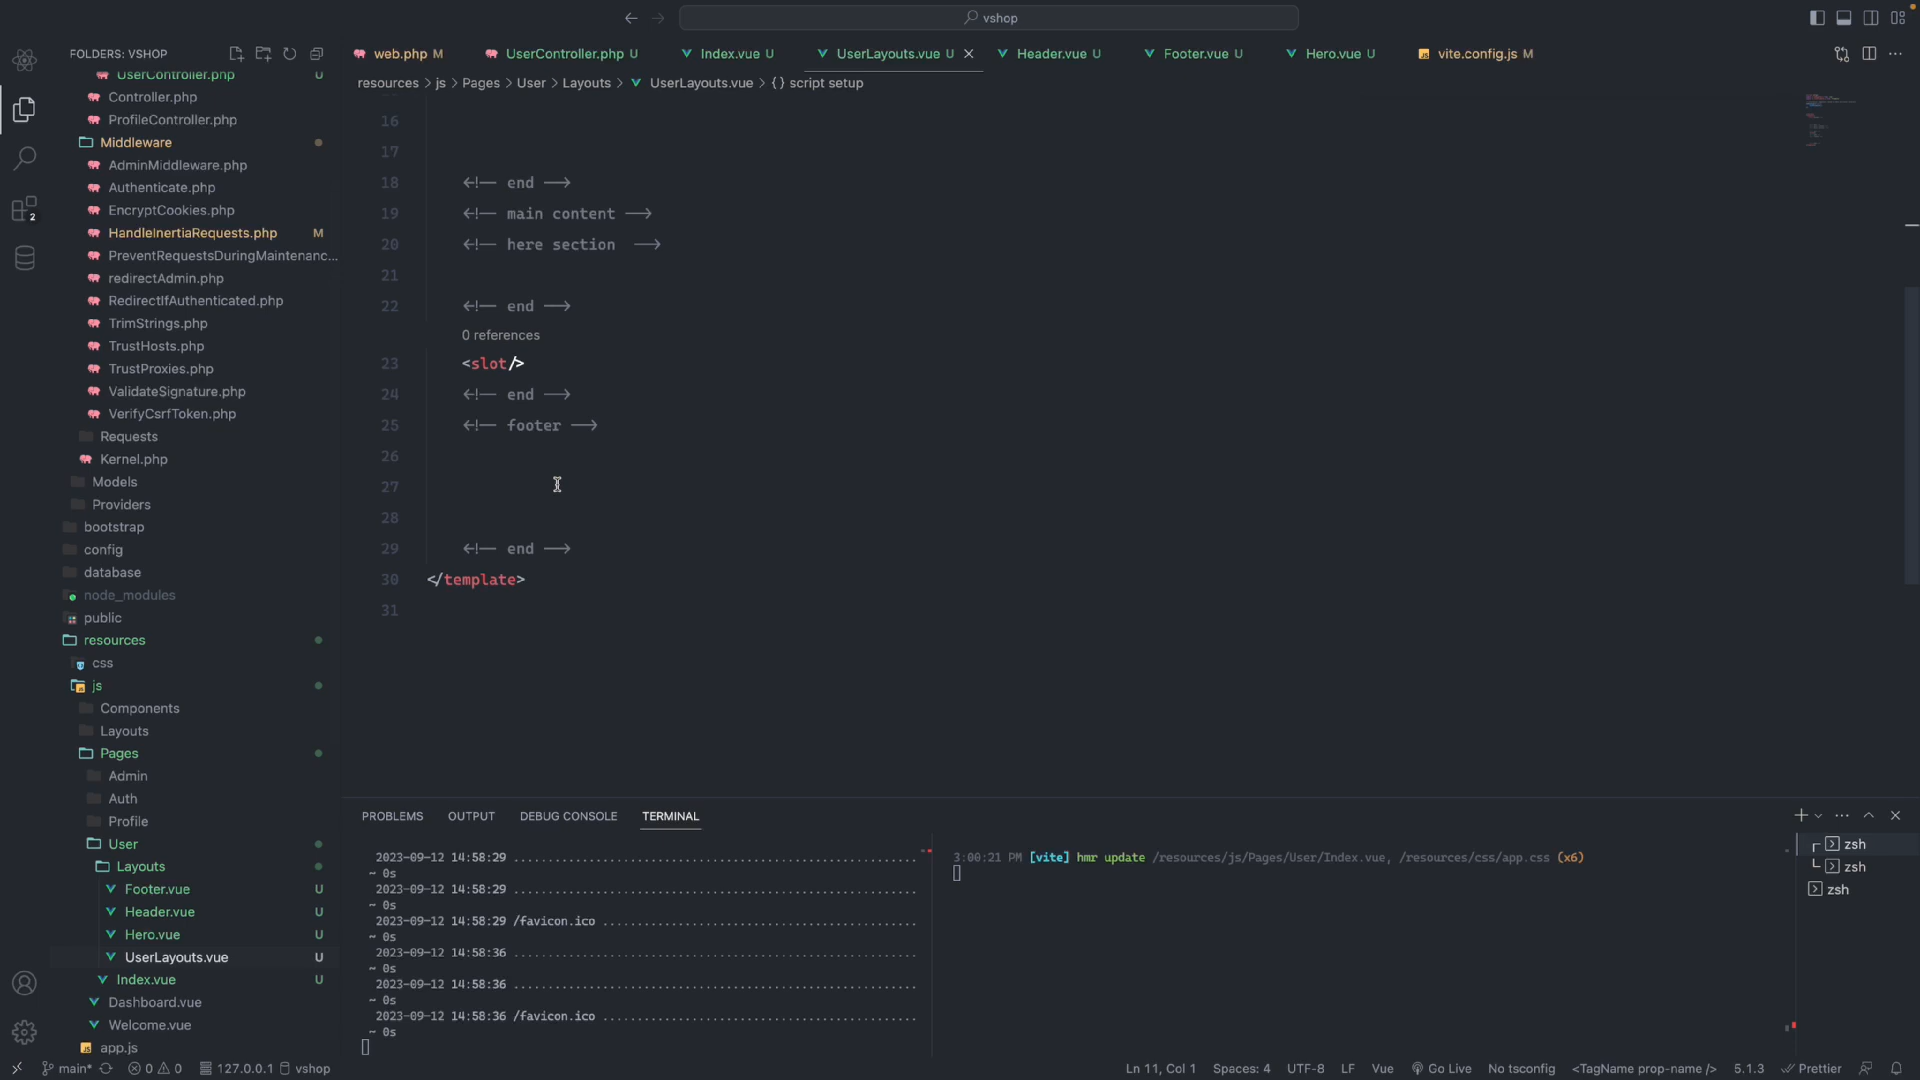 vshop
FOLDERS: VSHOP
web.php M
UserController.php U
Index.vue U
UserLayouts.vue U
Header.vue U
Footer.vue U
Hero.vue U
vite.config.js M
resources > js > Pages > User > Layouts > UserLayouts.vue > {} script setup
UserController.php U
Controller.php
ProfileController.php
Middleware
AdminMiddleware.php
Authenticate.php
EncryptCookies.php
HandleInertiaRequests.php M
PreventRequestsDuringMaintenanc...
redirectAdmin.php
RedirectIfAuthenticated.php
TrimStrings.php
TrustHosts.php
TrustProxies.php
ValidateSignature.php
VerifyCsrfToken.php
Requests
Kernel.php
Models
Providers
bootstrap
config
database
node_modules
public
resources
css
js
Components
Layouts
Pages
Admin
Auth
Profile
User
Layouts
Footer.vue U
Header.vue U
Hero.vue U
UserLayouts.vue U
Index.vue U
Dashboard.vue
Welcome.vue
app.js
2
16
17
18 <!-- end -->
19 <!-- main content -->
20 <!-- here section -->
21
22 <!-- end -->
0 references
23 <slot/>
24 <!-- end -->
25 <!-- footer -->
26
27
28
29 <!-- end -->
30 </template>
31
PROBLEMS OUTPUT DEBUG CONSOLE TERMINAL
2023-09-12 14:58:29 ..................................................
~ 0s
2023-09-12 14:58:29 ..................................................
~ 0s
2023-09-12 14:58:29 /favicon.ico ........................................
~ 0s
2023-09-12 14:58:36 ..................................................
~ 0s
2023-09-12 14:58:36 ..................................................
~ 0s
2023-09-12 14:58:36 /favicon.ico ........................................
~ 0s
3:00:21 PM [vite] hmr update /resources/js/Pages/User/Index.vue, /resources/css/app.css (x6)
zsh
zsh
zsh
main* 0 0 127.0.0.1 vshop
Ln 11, Col 1 Spaces: 4 UTF-8 LF Vue Go Live No tsconfig <TagName prop-name /> 5.1.3 Prettier